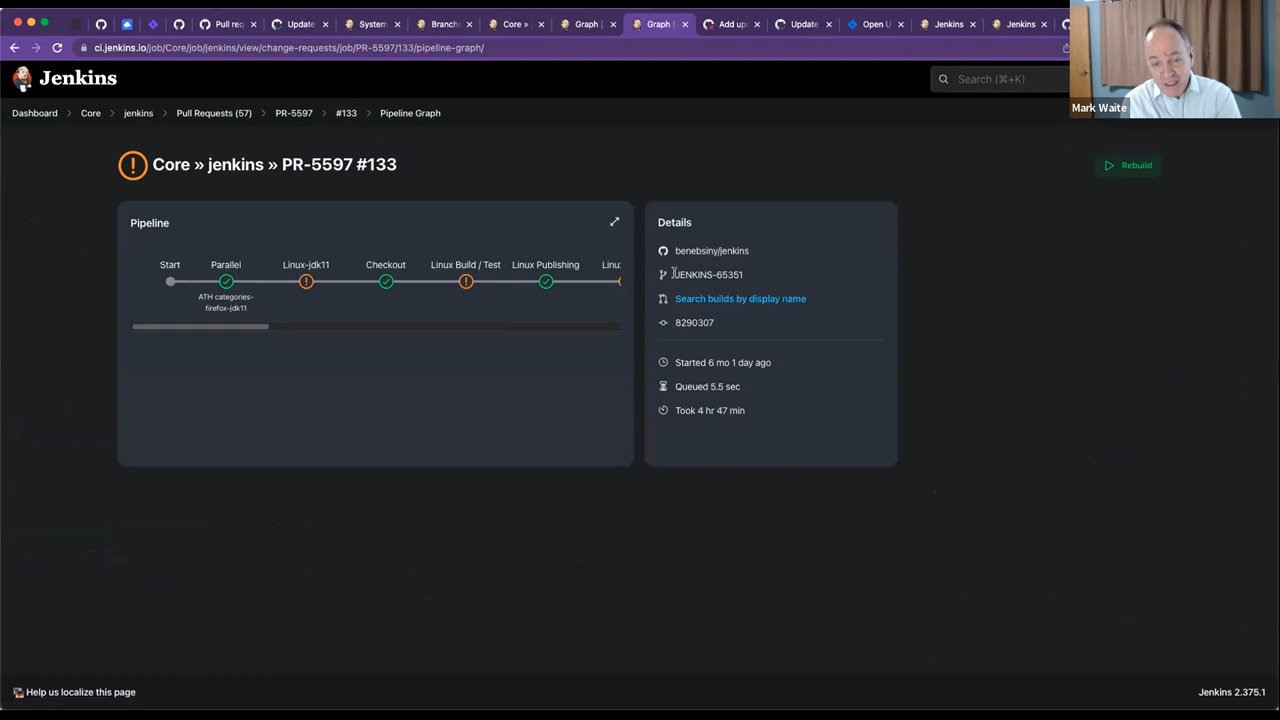 Pull req
Update
System
Branche
Core »
Graph |
Graph |
Add up
Update
Open U
Jenkins
Jenkins
ci.jenkins.io/job/Core/job/jenkins/view/change-requests/job/PR-5597/133/pipeline-graph/
Jenkins
Search (⌘+K)
Mark Waite
Dashboard > Core > jenkins > Pull Requests (57) > PR-5597 > #133 > Pipeline Graph
Core » jenkins » PR-5597 #133
Rebuild
Pipeline
Start Parallel Linux-jdk11 Checkout Linux Build / Test Linux Publishing Linu
ATH categories-
firefox-jdk11
Details
benebsiny/jenkins
JENKINS-65351
Search builds by display name
8290307
Started 6 mo 1 day ago
Queued 5.5 sec
Took 4 hr 47 min
Help us localize this page
Jenkins 2.375.1